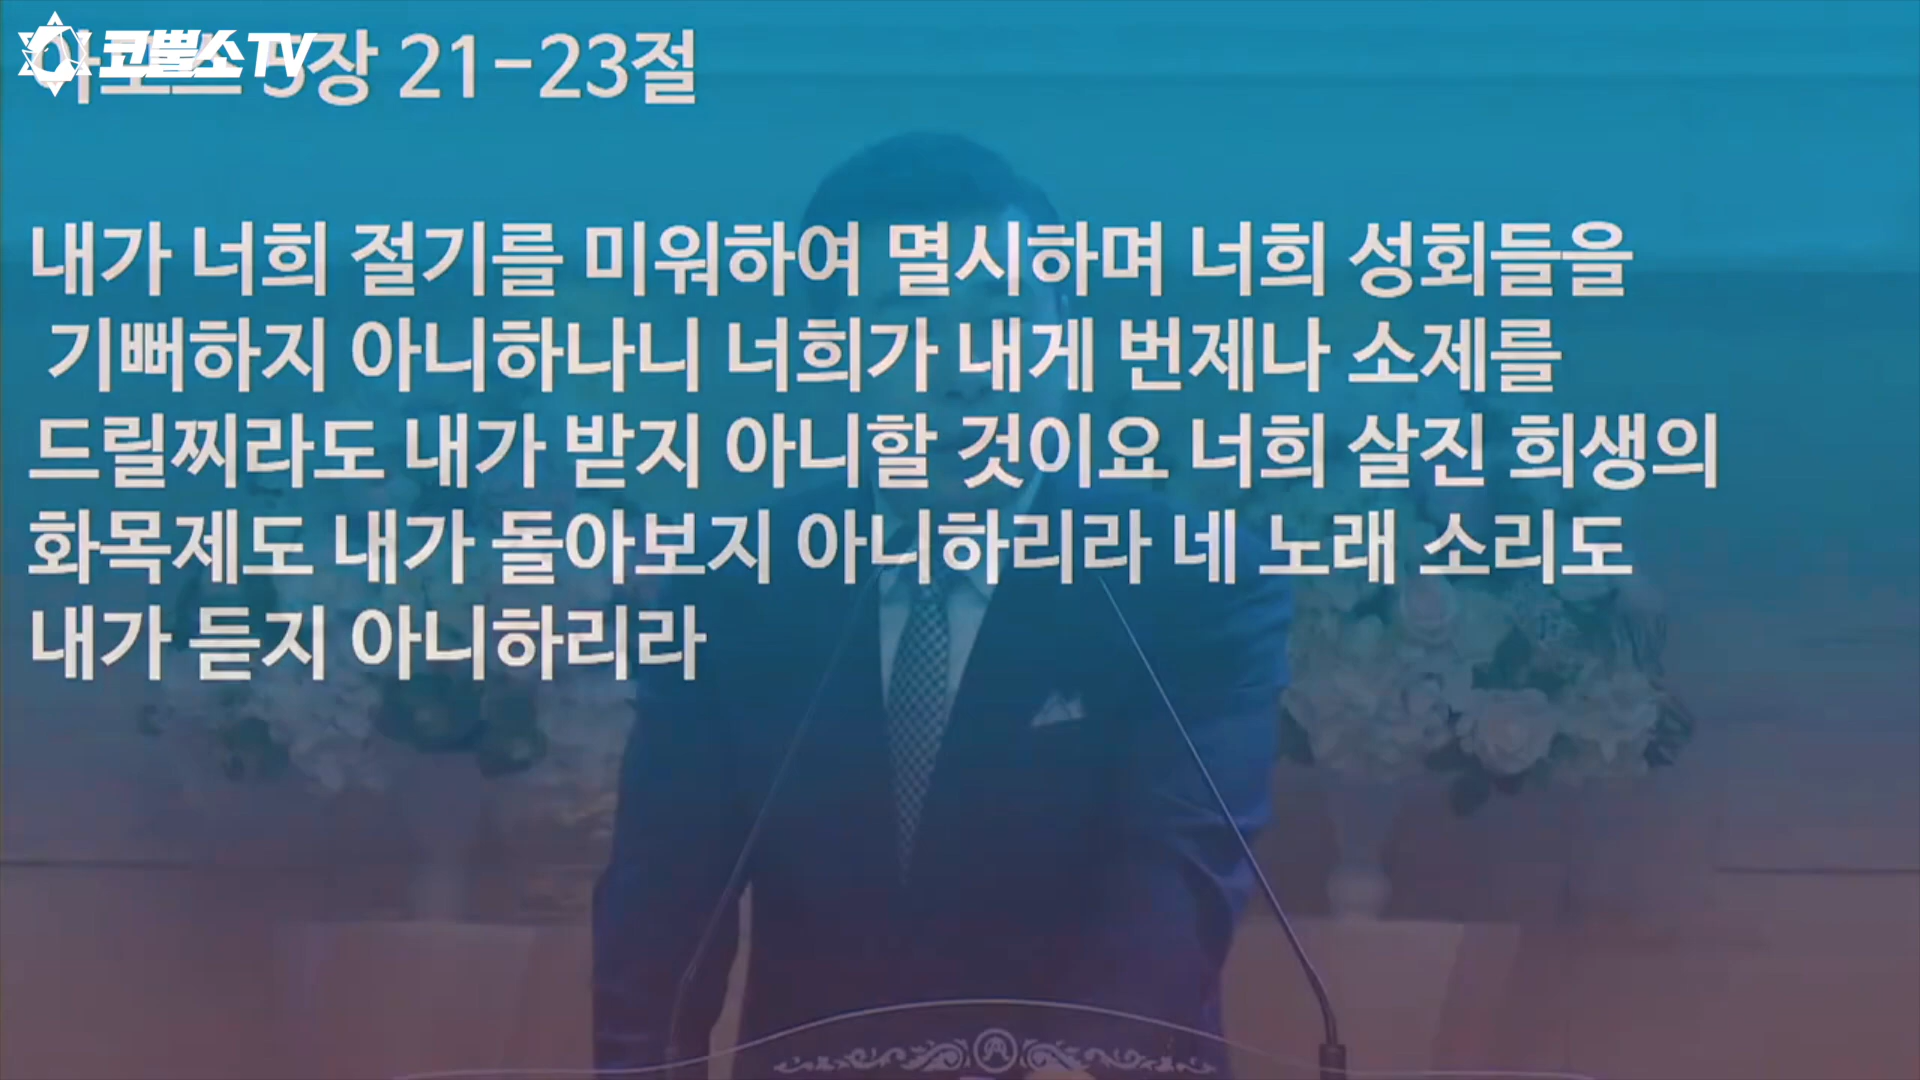 코뿔소TV
아모스 5장 21-23절
내가 너희 절기를 미워하여 멸시하며 너희 성회들을
기뻐하지 아니하나니 너희가 내게 번제나 소제를
드릴찌라도 내가 받지 아니할 것이요 너희 살진 희생의
화목제도 내가 돌아보지 아니하리라 네 노래 소리도
내가 듣지 아니하리라